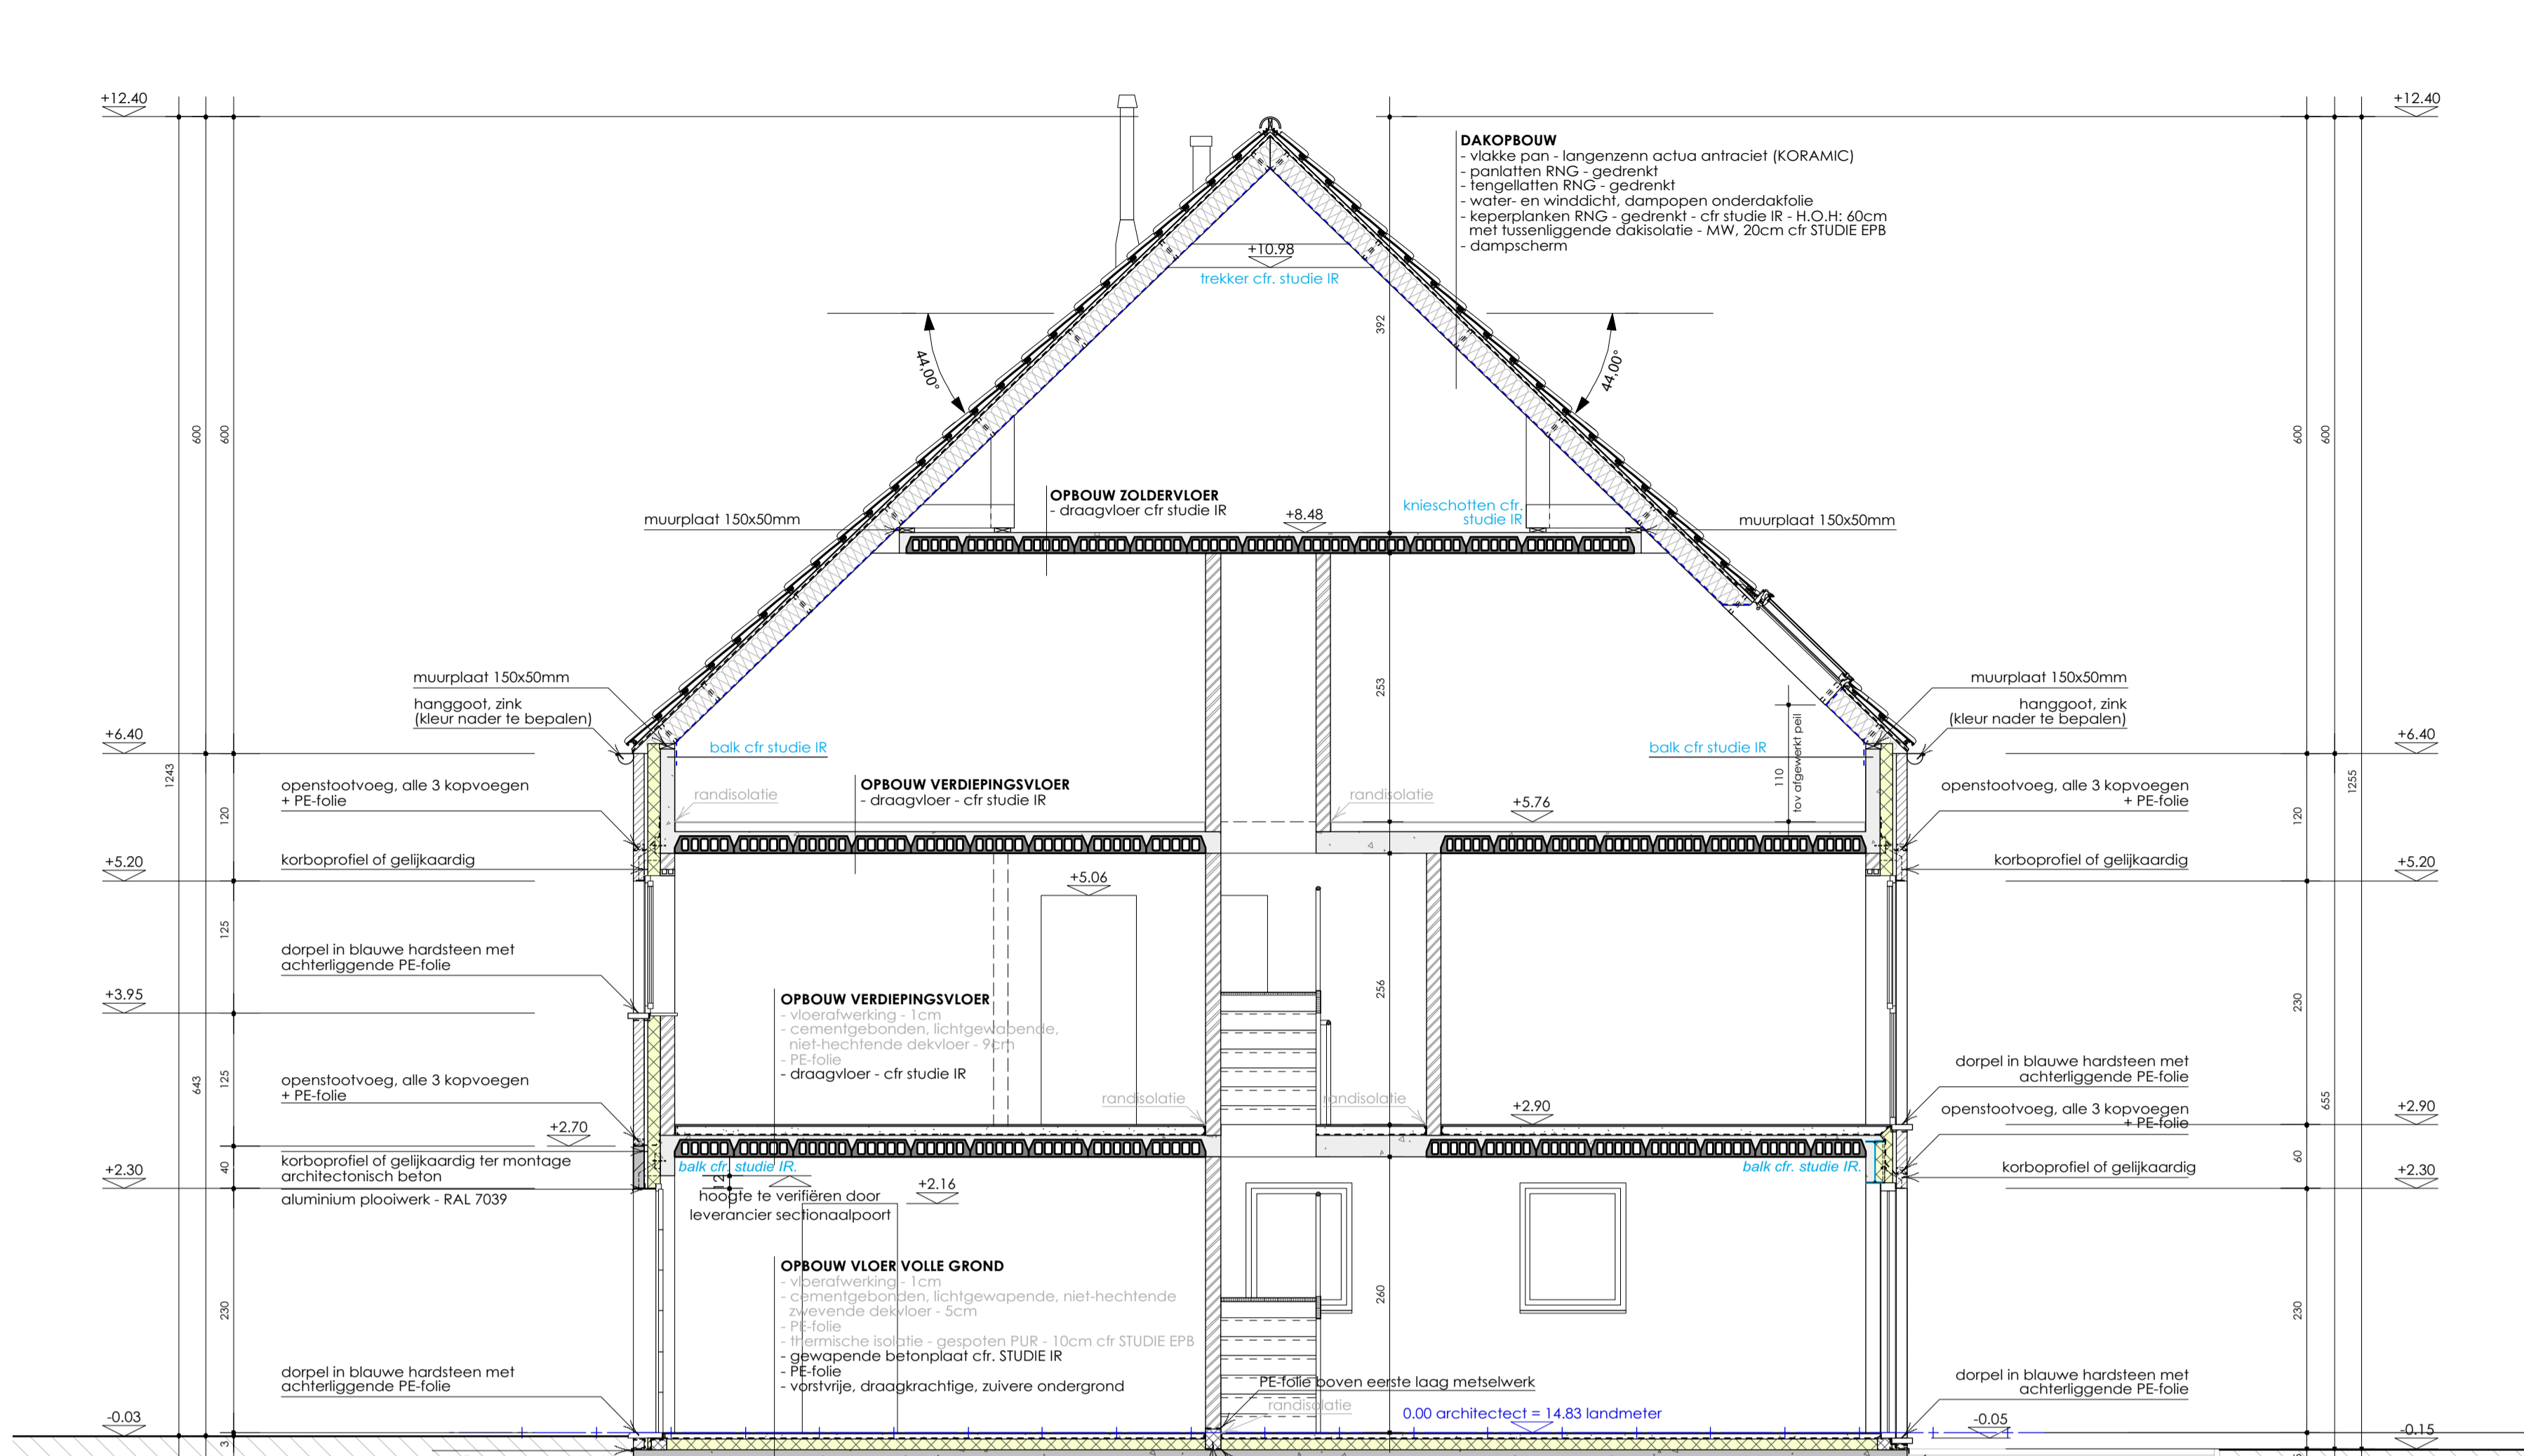 +12.40
+12.40
DAKOPBOUW
- vlakke pan - langenzenn actua antraciet (KORAMIC)
- panlatten RNG - gedrenkt
- tengellatten RNG - gedrenkt
- water- en winddicht, dampopen onderdakfolie
- keperplanken RNG - gedrenkt - cfr studie IR - H.O.H: 60cm
met tussenliggende dakisolatie - MW, 20cm cfr STUDIE EPB
- dampscherm
+10.98
trekker cfr. studie IR
392
44,00°
44,00°
600
600
600
600
OPBOUW ZOLDERVLOER
- draagvloer cfr studie IR
+8.48
knieschotten cfr.
studie IR
muurplaat 150x50mm
muurplaat 150x50mm
muurplaat 150x50mm
hanggoot, zink
(kleur nader te bepalen)
253
muurplaat 150x50mm
hanggoot, zink
(kleur nader te bepalen)
+6.40
+6.40
1243
1255
balk cfr studie IR
balk cfr studie IR
110
tov afgewerkt peil
openstootvoeg, alle 3 kopvoegen
+ PE-folie
OPBOUW VERDIEPINGSVLOER
- draagvloer - cfr studie IR
randisolatie
randisolatie
+5.76
openstootvoeg, alle 3 kopvoegen
+ PE-folie
120
120
korboprofiel of gelijkaardig
korboprofiel of gelijkaardig
+5.20
+5.20
+5.06
125
dorpel in blauwe hardsteen met
achterliggende PE-folie
+3.95
256
230
OPBOUW VERDIEPINGSVLOER
- vloerafwerking - 1cm
- cementgebonden, lichtgewapende,
niet-hechtende dekvloer - 9cm
- PE-folie
- draagvloer - cfr studie IR
dorpel in blauwe hardsteen met
achterliggende PE-folie
openstootvoeg, alle 3 kopvoegen
+ PE-folie
643
125
655
randisolatie
randisolatie
+2.90
openstootvoeg, alle 3 kopvoegen
+ PE-folie
+2.90
+2.70
korboprofiel of gelijkaardig ter montage
architectonisch beton
40
60
+2.30
+2.30
balk cfr. studie IR.
balk cfr. studie IR.
korboprofiel of gelijkaardig
aluminium plooiwerk - RAL 7039
12
hoogte te verifiëren door
leverancier sectionaalpoort
+2.16
OPBOUW VLOER VOLLE GROND
- vloerafwerking - 1cm
- cementgebonden, lichtgewapende, niet-hechtende
zwevende dekvloer - 5cm
- PE-folie
- thermische isolatie - gespoten PUR - 10cm cfr STUDIE EPB
- gewapende betonplaat cfr. STUDIE IR
- PE-folie
- vorstvrije, draagkrachtige, zuivere ondergrond
230
260
230
dorpel in blauwe hardsteen met
achterliggende PE-folie
PE-folie boven eerste laag metselwerk
randisolatie
dorpel in blauwe hardsteen met
achterliggende PE-folie
0.00 architectect = 14.83 landmeter
-0.03
-0.05
-0.15
3